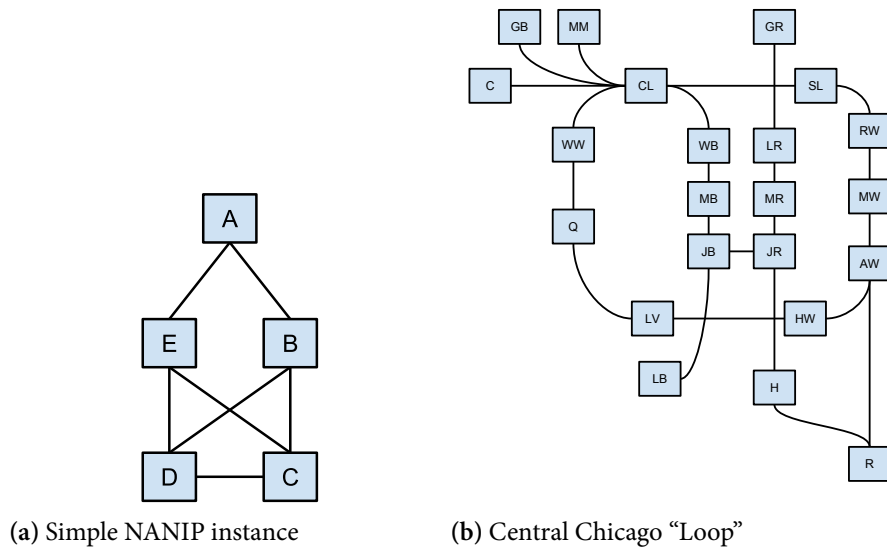 GB MM GR
C CL SL
RW
WW WB LR
A MB MR MW
Q
JB JR AW
E B LV HW
LB H
D C R
(a) Simple NANIP instance (b) Central Chicago “Loop”